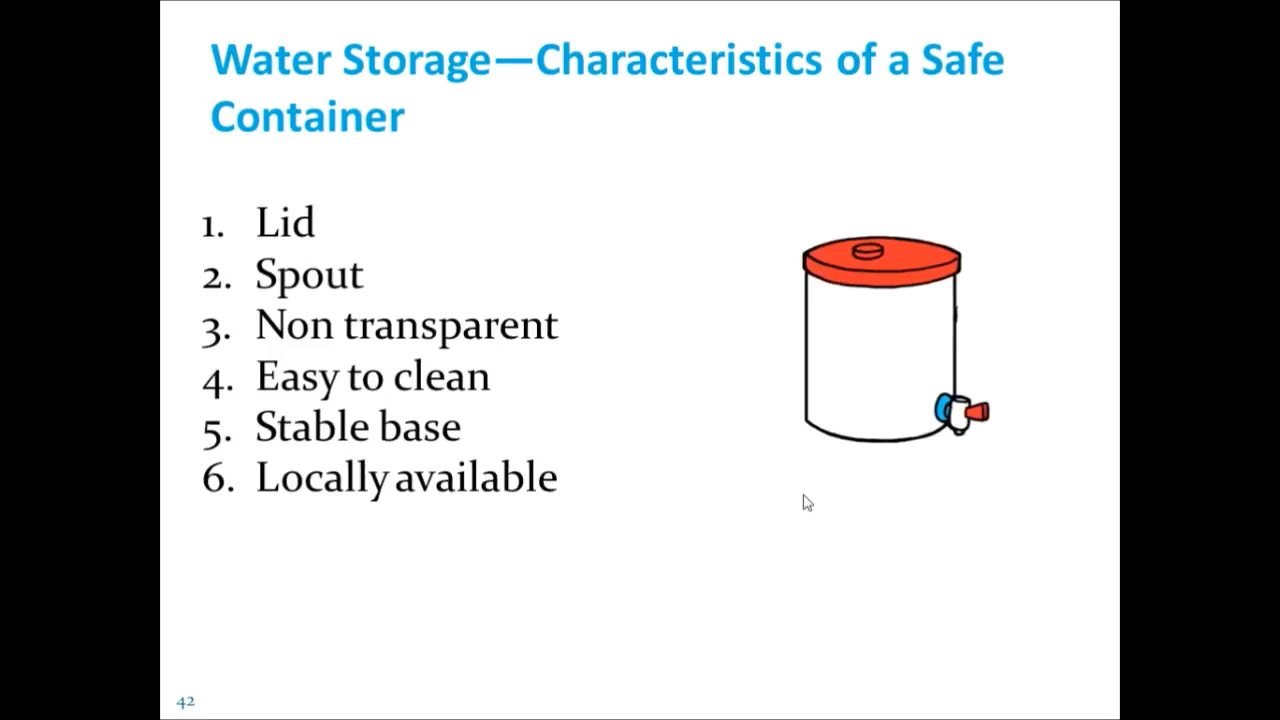 Water Storage—Characteristics of a Safe
Container
1. Lid
2. Spout
3. Non transparent
4. Easy to clean
5. Stable base
6. Locally available
42